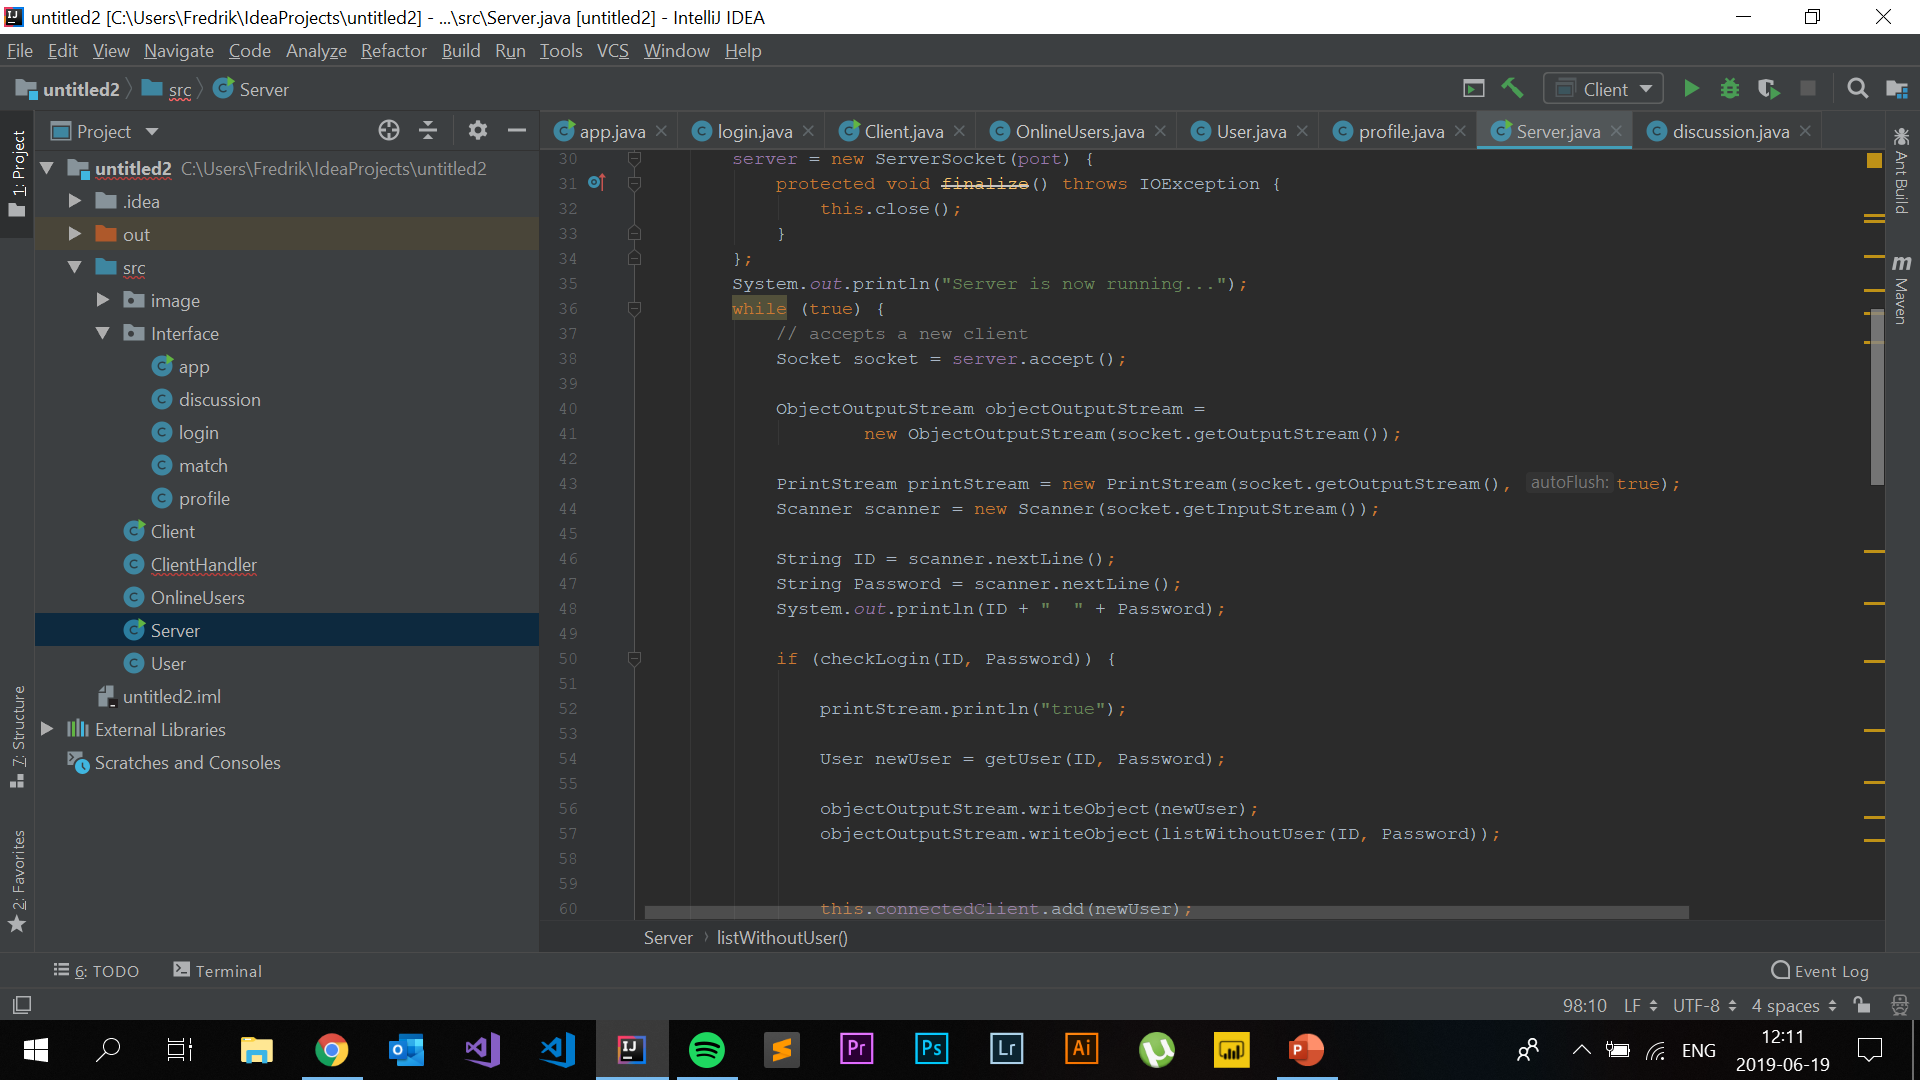 untitled2 [C:\Users\Fredrik\IdeaProjects\untitled2] - ...\src\Server.java [untitled2] - IntelliJ IDEA
File Edit View Navigate Code Analyze Refactor Build Run Tools VCS Window Help
untitled2 src Server Client
1: Project
7: Structure
2: Favorites
Project
untitled2 C:\Users\Fredrik\IdeaProjects\untitled2
.idea
out
src
image
Interface
app
discussion
login
match
profile
Client
ClientHandler
OnlineUsers
Server
User
untitled2.iml
External Libraries
Scratches and Consoles
app.java login.java Client.java OnlineUsers.java User.java profile.java Server.java discussion.java
30 server = new ServerSocket(port) {
31 protected void finalize() throws IOException {
32 this.close();
33 }
34 };
35 System.out.println("Server is now running...");
36 while (true) {
37 // accepts a new client
38 Socket socket = server.accept();
39
40 ObjectOutputStream objectOutputStream =
41 new ObjectOutputStream(socket.getOutputStream());
42
43 PrintStream printStream = new PrintStream(socket.getOutputStream(), autoFlush: true);
44 Scanner scanner = new Scanner(socket.getInputStream());
45
46 String ID = scanner.nextLine();
47 String Password = scanner.nextLine();
48 System.out.println(ID + "  " + Password);
49
50 if (checkLogin(ID, Password)) {
51
52 printStream.println("true");
53
54 User newUser = getUser(ID, Password);
55
56 objectOutputStream.writeObject(newUser);
57 objectOutputStream.writeObject(listWithoutUser(ID, Password));
58
59
60 this.connectedClient.add(newUser);
Server listWithoutUser()
Ant Build
m Maven
6: TODO Terminal Event Log
98:10 LF UTF-8 4 spaces
IJ Pr Ps Lr Ai P ENG
12:11
2019-06-19